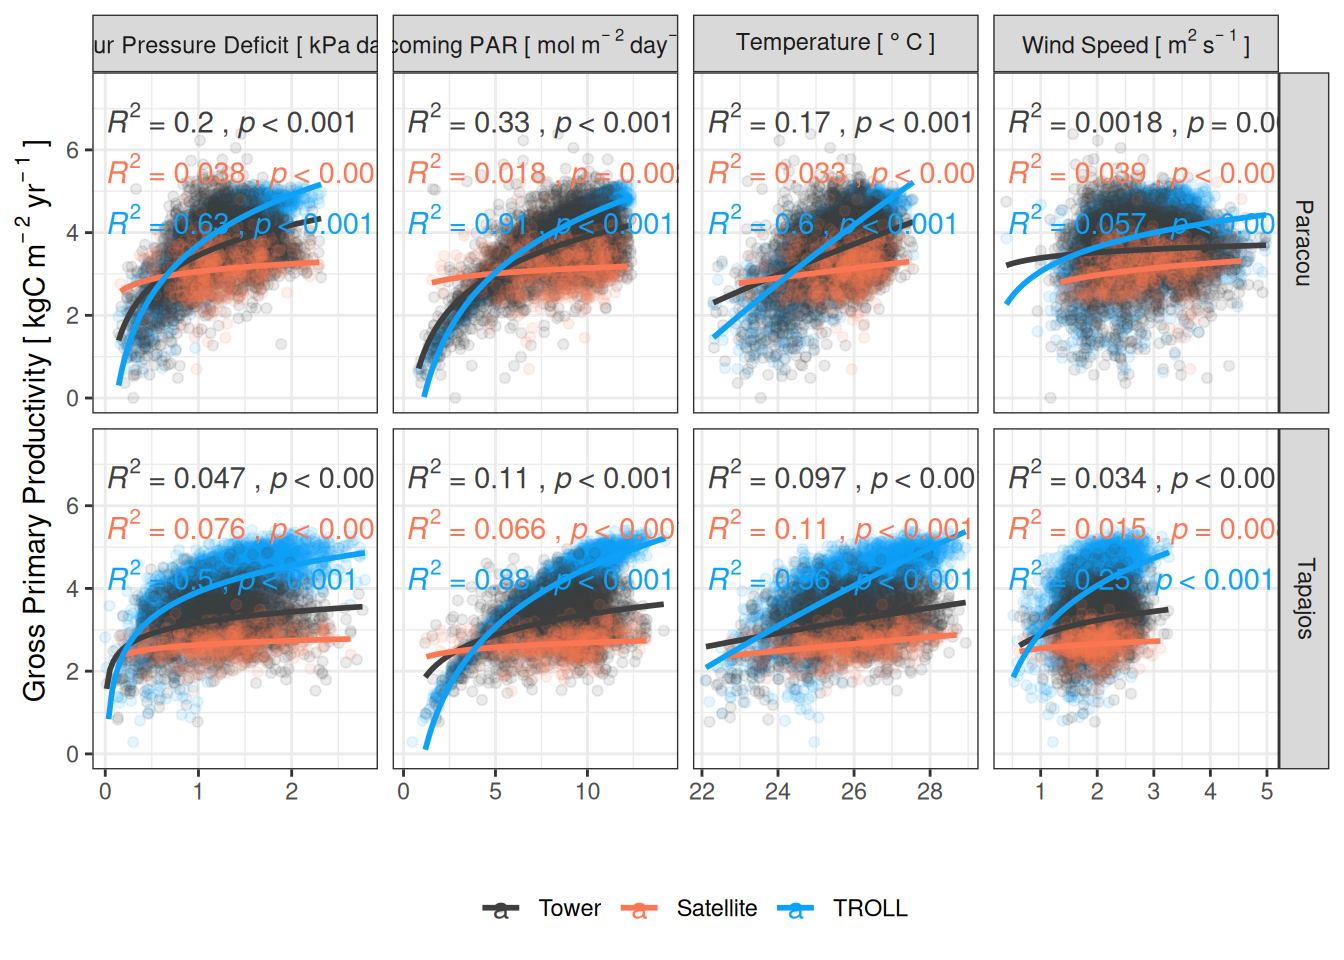 ur Pressure Deficit [ kPa da
coming PAR [ mol m⁻² day⁻
Temperature [ ° C ]
Wind Speed [ m² s⁻¹ ]
Gross Primary Productivity [ kgC m⁻² yr⁻¹ ]
R² = 0.2 , p < 0.001
R² = 0.038 , p < 0.00
R² = 0.63 , p < 0.001
R² = 0.33 , p < 0.001
R² = 0.018 , p = 0.002
R² = 0.91 , p < 0.001
R² = 0.17 , p < 0.001
R² = 0.033 , p < 0.00
R² = 0.6 , p < 0.001
R² = 0.0018 , p = 0.00
R² = 0.039 , p < 0.00
R² = 0.057 , p < 0.00
Paracou
6
4
2
0
R² = 0.047 , p < 0.00
R² = 0.076 , p < 0.00
R² = 0.5 , p < 0.001
R² = 0.11 , p < 0.001
R² = 0.066 , p < 0.00
R² = 0.88 , p < 0.001
R² = 0.097 , p < 0.00
R² = 0.11 , p < 0.001
R² = 0.36 , p < 0.001
R² = 0.034 , p < 0.00
R² = 0.015 , p = 0.00
R² = 0.25 , p < 0.001
Tapajos
6
4
2
0
0 1 2
0 5 10
22 24 26 28
1 2 3 4 5
a Tower a Satellite a TROLL